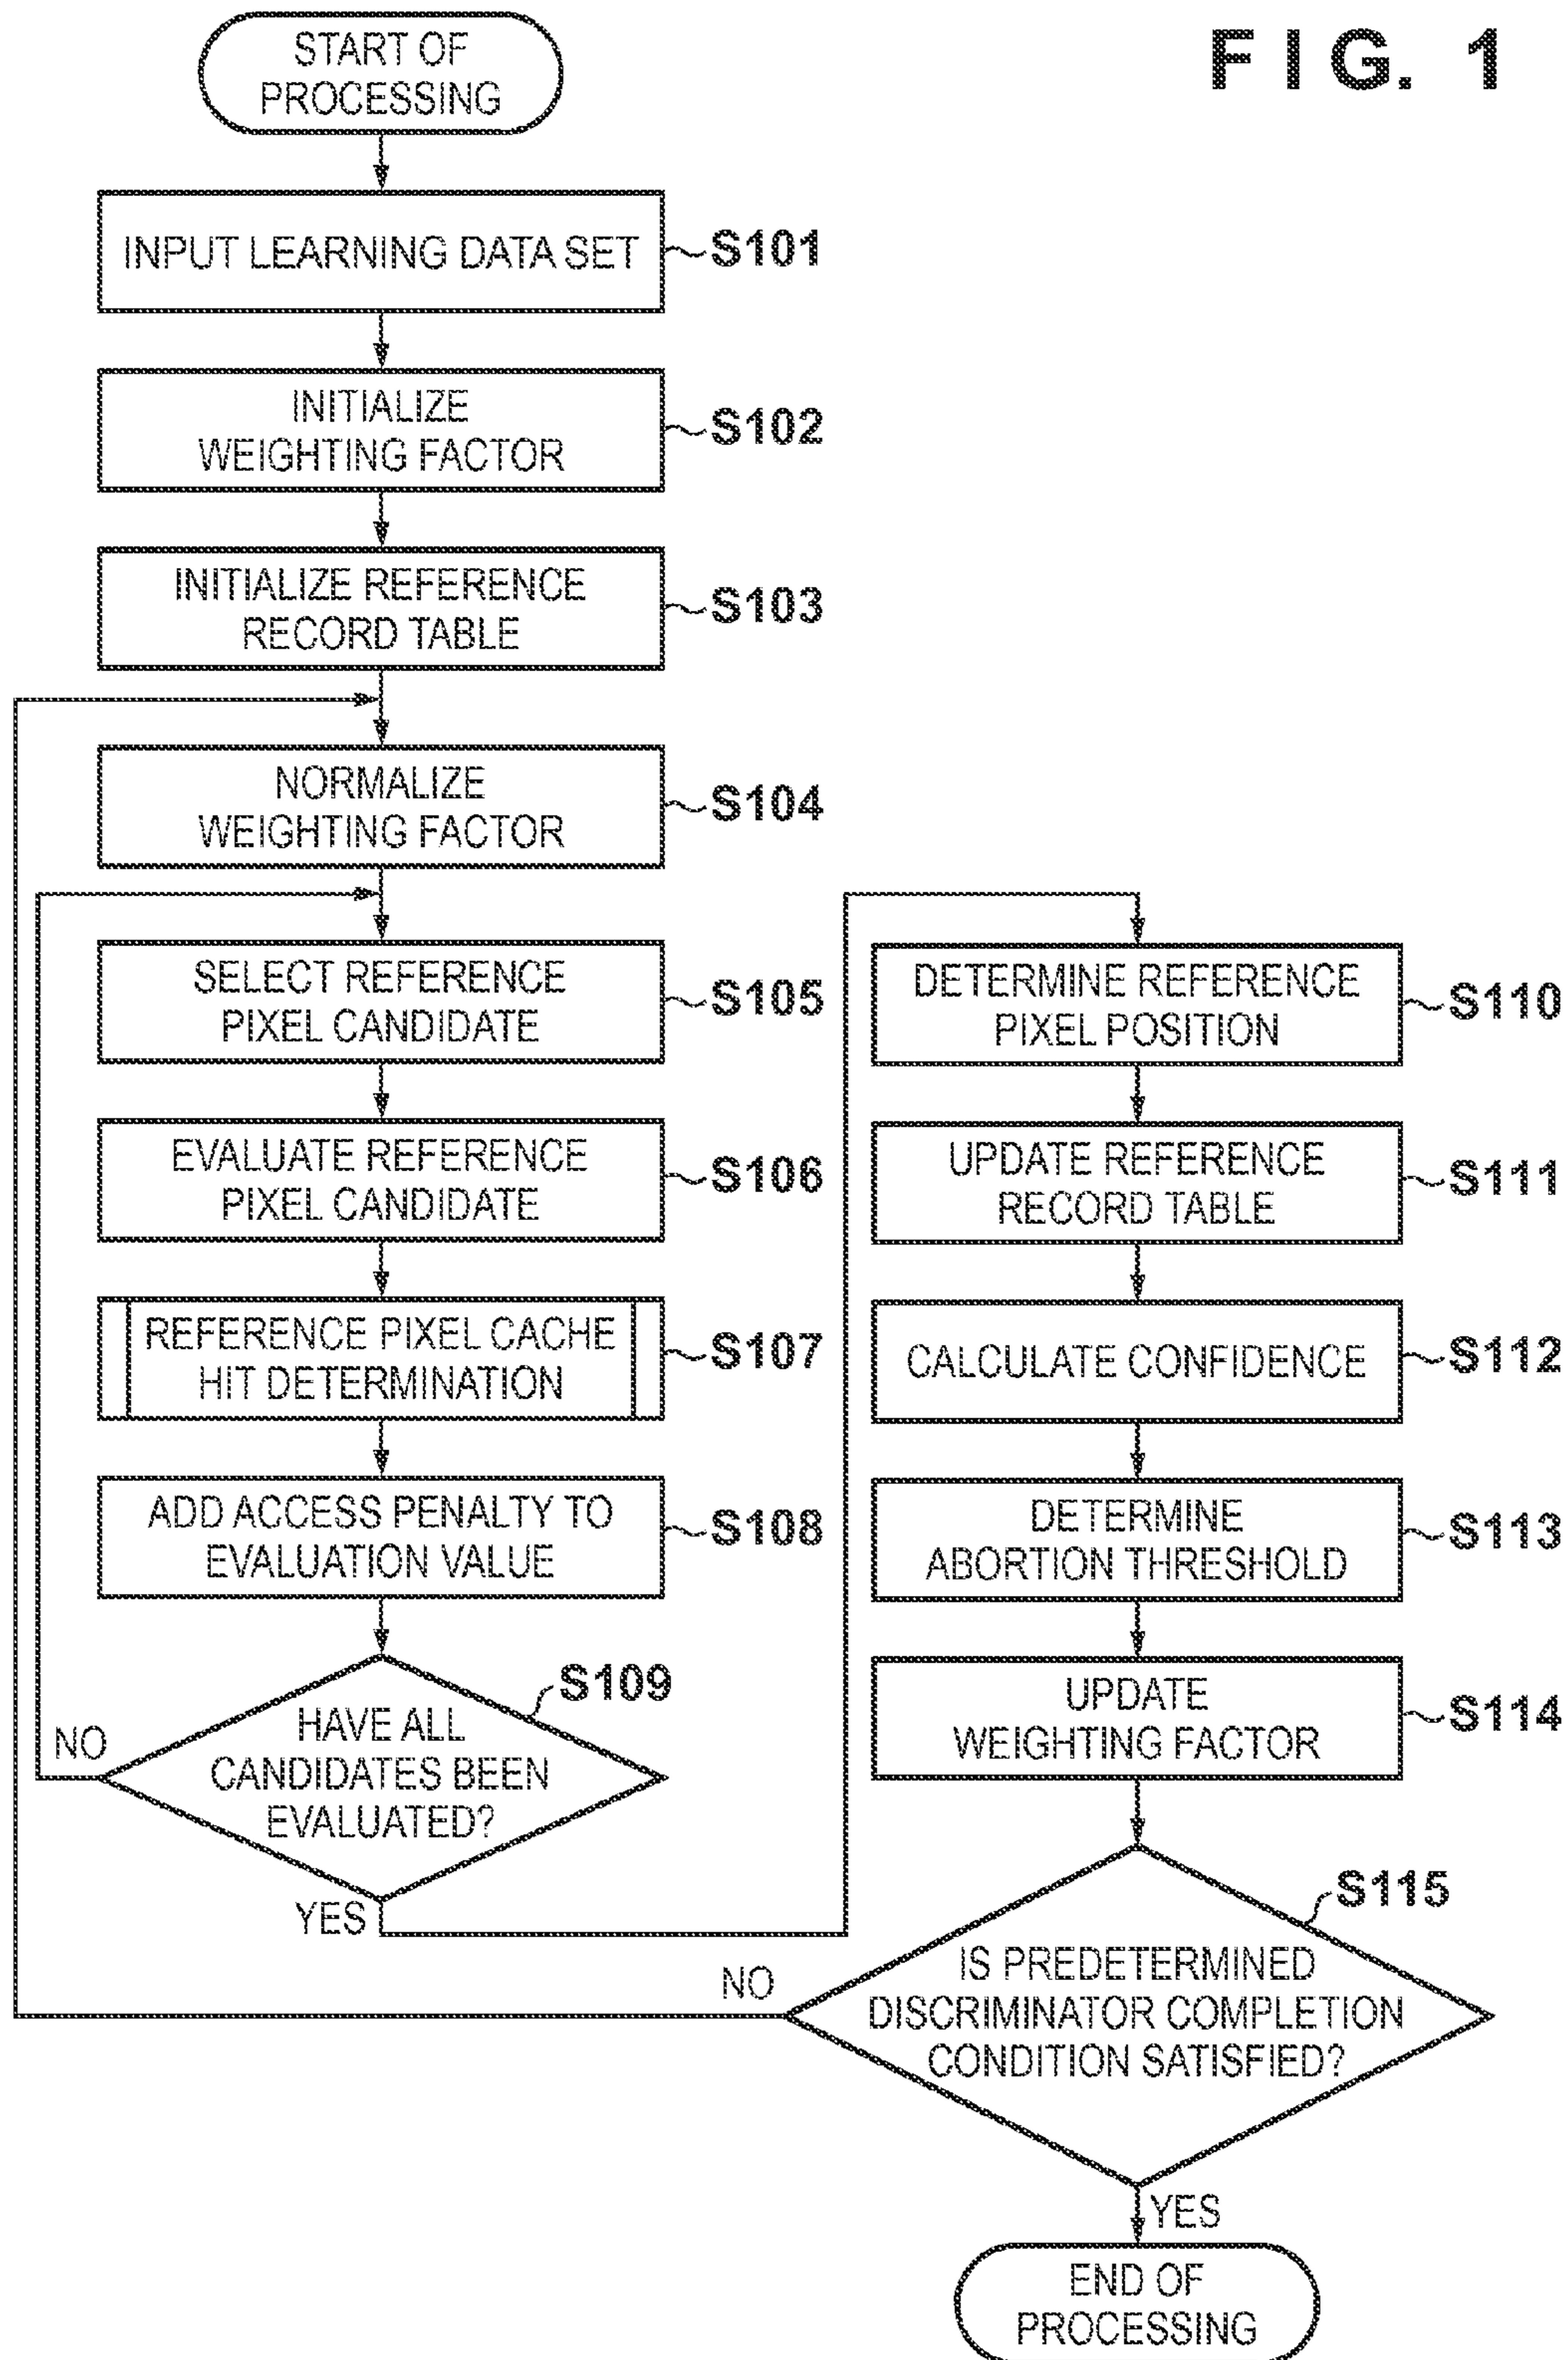 FIG. 1
START OF
PROCESSING
INPUT LEARNING DATA SET
S101
INITIALIZE
WEIGHTING FACTOR
S102
INITIALIZE REFERENCE
RECORD TABLE
S103
NORMALIZE
WEIGHTING FACTOR
S104
SELECT REFERENCE
PIXEL CANDIDATE
S105
EVALUATE REFERENCE
PIXEL CANDIDATE
S106
REFERENCE PIXEL CACHE
HIT DETERMINATION
S107
ADD ACCESS PENALTY TO
EVALUATION VALUE
S108
S109
HAVE ALL
CANDIDATES BEEN
EVALUATED?
NO
YES
DETERMINE REFERENCE
PIXEL POSITION
S110
UPDATE REFERENCE
RECORD TABLE
S111
CALCULATE CONFIDENCE
S112
DETERMINE
ABORTION THRESHOLD
S113
UPDATE
WEIGHTING FACTOR
S114
S115
IS PREDETERMINED
DISCRIMINATOR COMPLETION
CONDITION SATISFIED?
NO
YES
END OF
PROCESSING